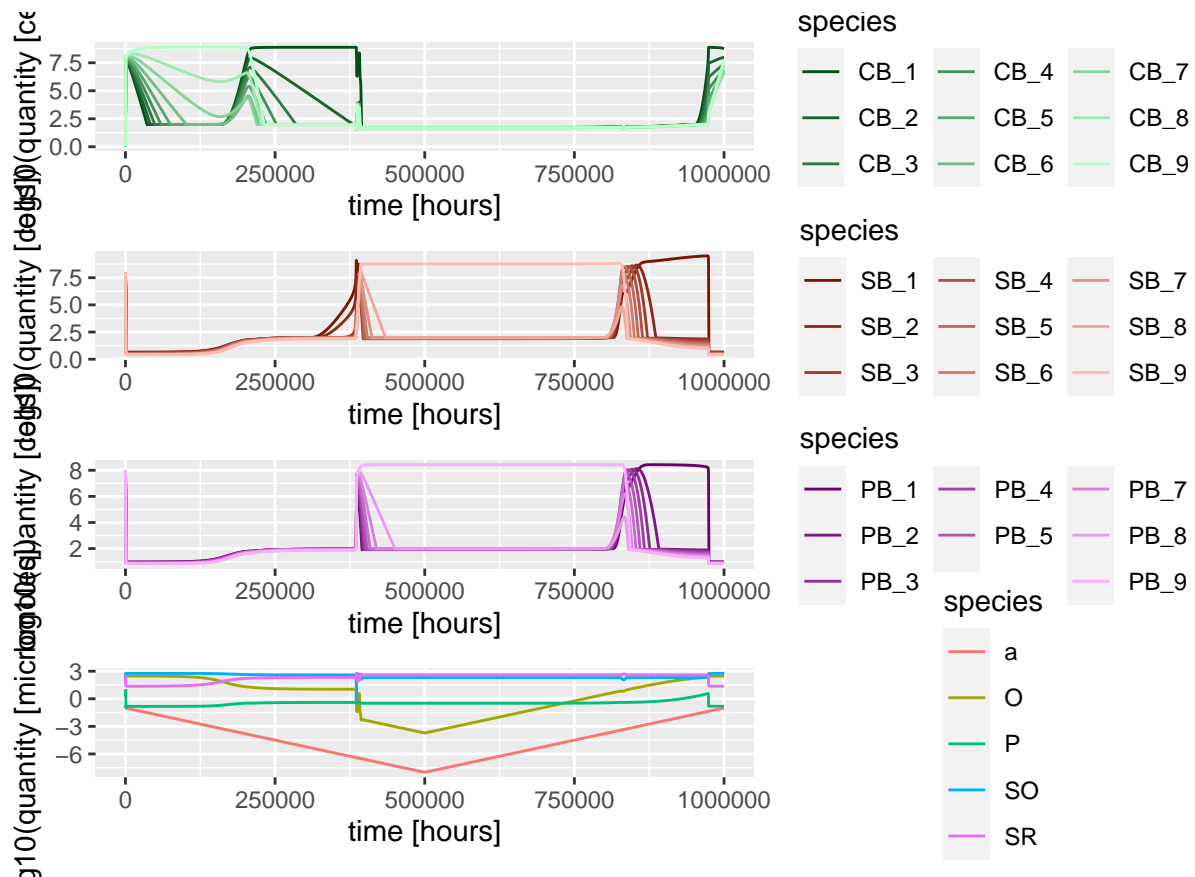 species
CB_1 CB_4 CB_7
CB_2 CB_5 CB_8
CB_3 CB_6 CB_9
7.5
5.0
2.5
0.0
0 250000 500000 750000 1000000
time [hours]
species
SB_1 SB_4 SB_7
SB_2 SB_5 SB_8
SB_3 SB_6 SB_9
7.5
5.0
2.5
0.0
0 250000 500000 750000 1000000
time [hours]
species
PB_1 PB_4 PB_7
PB_2 PB_5 PB_8
PB_3 PB_9
8
6
4
2
0 250000 500000 750000 1000000
time [hours]
species
a
O
P
SO
SR
3
0
−3
−6
0 250000 500000 750000 1000000
time [hours]